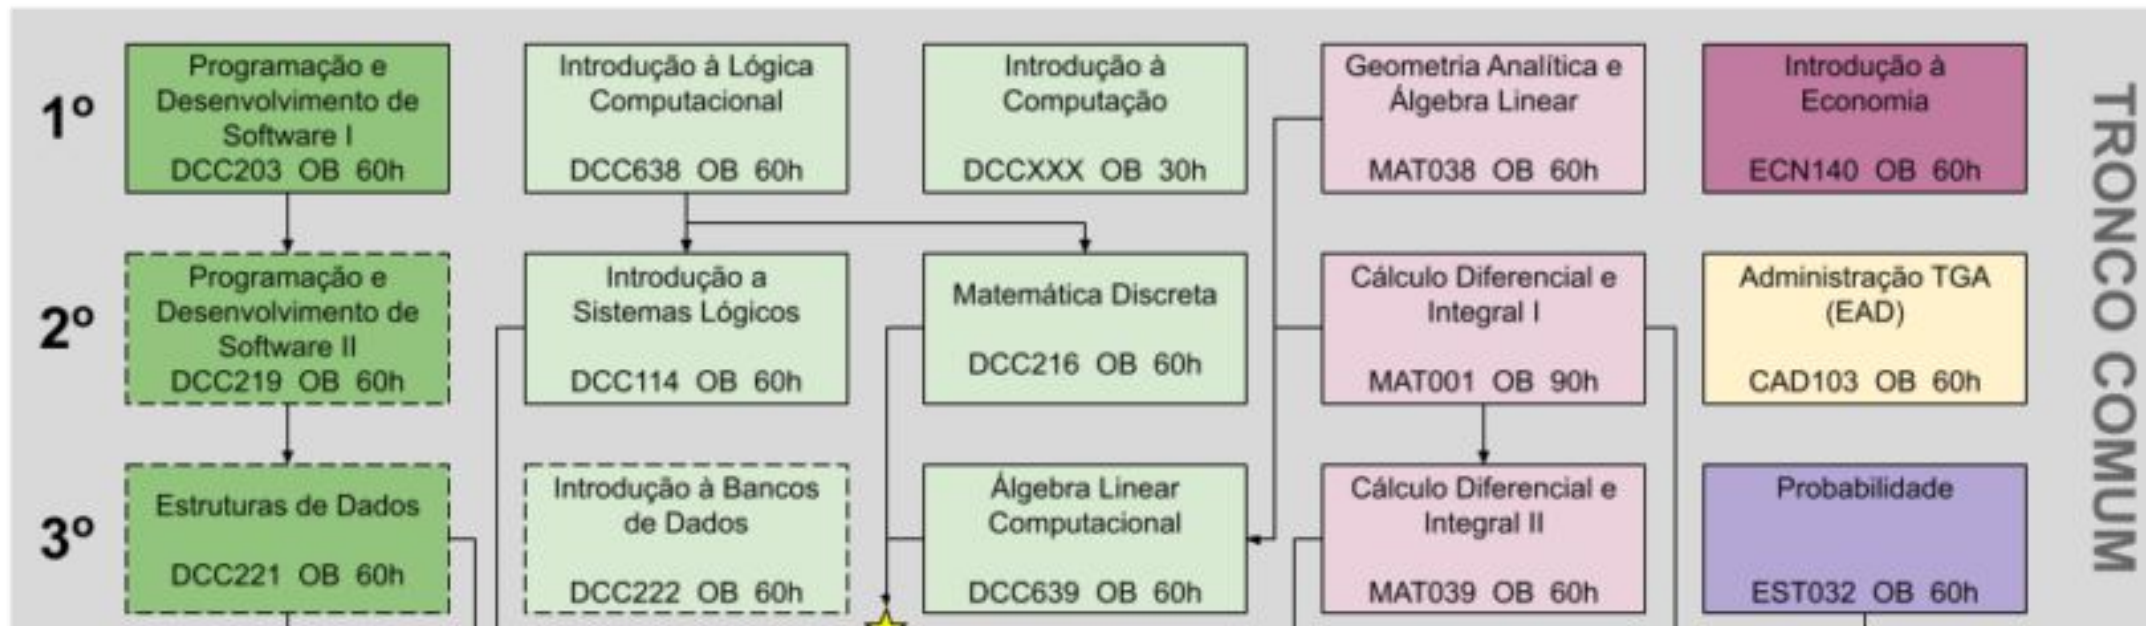 1º
Programação e
Desenvolvimento de
Software I
DCC203 OB 60h
Introdução à Lógica
Computacional
DCC638 OB 60h
Introdução à
Computação
DCCXXX OB 30h
Geometria Analítica e
Álgebra Linear
MAT038 OB 60h
Introdução à
Economia
ECN140 OB 60h
2º
Programação e
Desenvolvimento de
Software II
DCC219 OB 60h
Introdução a
Sistemas Lógicos
DCC114 OB 60h
Matemática Discreta
DCC216 OB 60h
Cálculo Diferencial e
Integral I
MAT001 OB 90h
Administração TGA
(EAD)
CAD103 OB 60h
3º
Estruturas de Dados
DCC221 OB 60h
Introdução à Bancos
de Dados
DCC222 OB 60h
Álgebra Linear
Computacional
DCC639 OB 60h
Cálculo Diferencial e
Integral II
MAT039 OB 60h
Probabilidade
EST032 OB 60h
TRONCO COMUM